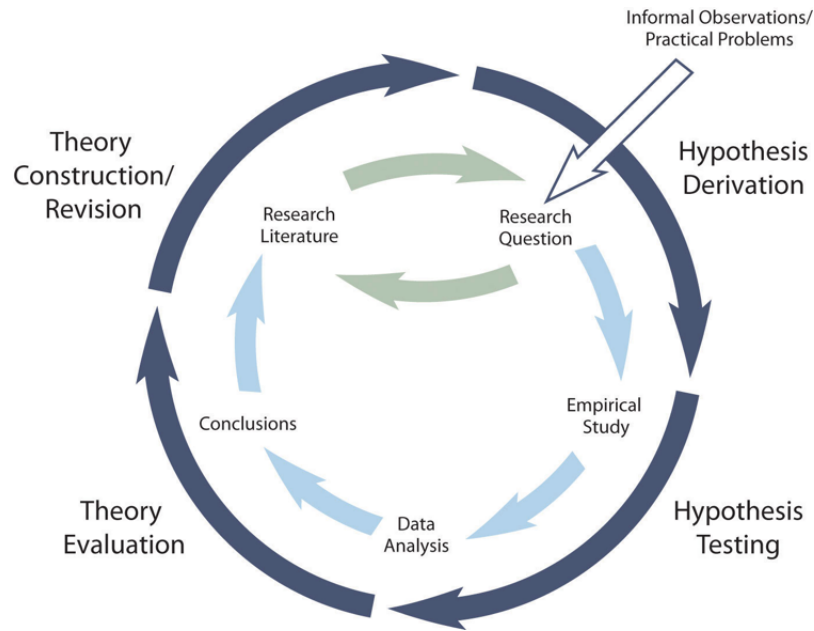 Informal Observations/
Practical Problems
Theory
Construction/
Revision
Hypothesis
Derivation
Research
Literature
Research
Question
Conclusions
Empirical
Study
Theory
Evaluation
Data
Analysis
Hypothesis
Testing